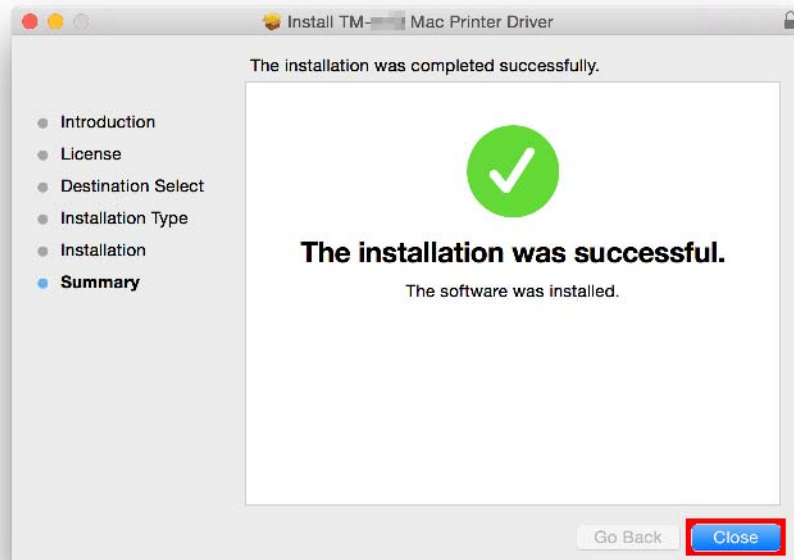 Install TM- Mac Printer Driver
The installation was completed successfully.
Introduction
License
Destination Select
Installation Type
Installation
Summary
The installation was successful.
The software was installed.
Go Back
Close